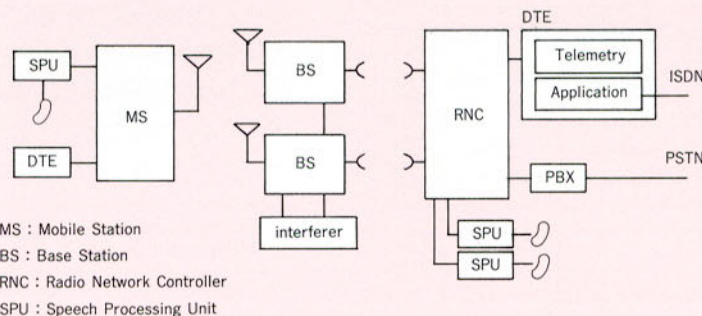 DTE
SPU
BS
Telemetry
ISDN
Application
MS
RNC
DTE
BS
PSTN
PBX
interferer
SPU
SPU
MS : Mobile Station
BS : Base Station
RNC : Radio Network Controller
SPU : Speech Processing Unit